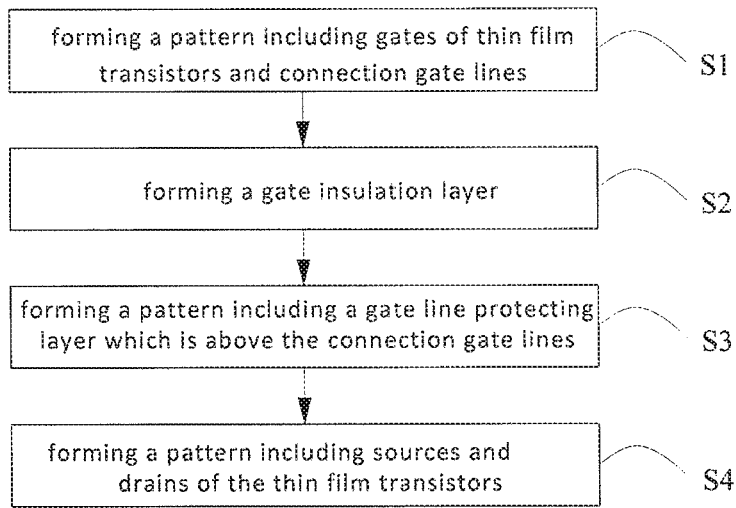 forming a pattern including gates of thin film
transistors and connection gate lines
S1
forming a gate insulation layer
S2
forming a pattern including a gate line protecting
layer which is above the connection gate lines
S3
forming a pattern including sources and
drains of the thin film transistors
S4